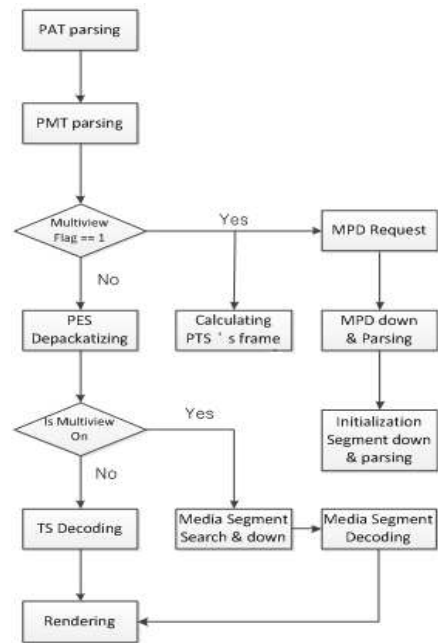 PAT parsing
PMT parsing
Multiview
Flag == 1
Yes
MPD Request
No
PES
Depackatizing
Calculating
PTS ' s frame
MPD down
& Parsing
Is Multiview
On
Yes
Initialization
Segment down
& parsing
No
TS Decoding
Media Segment
Search & down
Media Segment
Decoding
Rendering